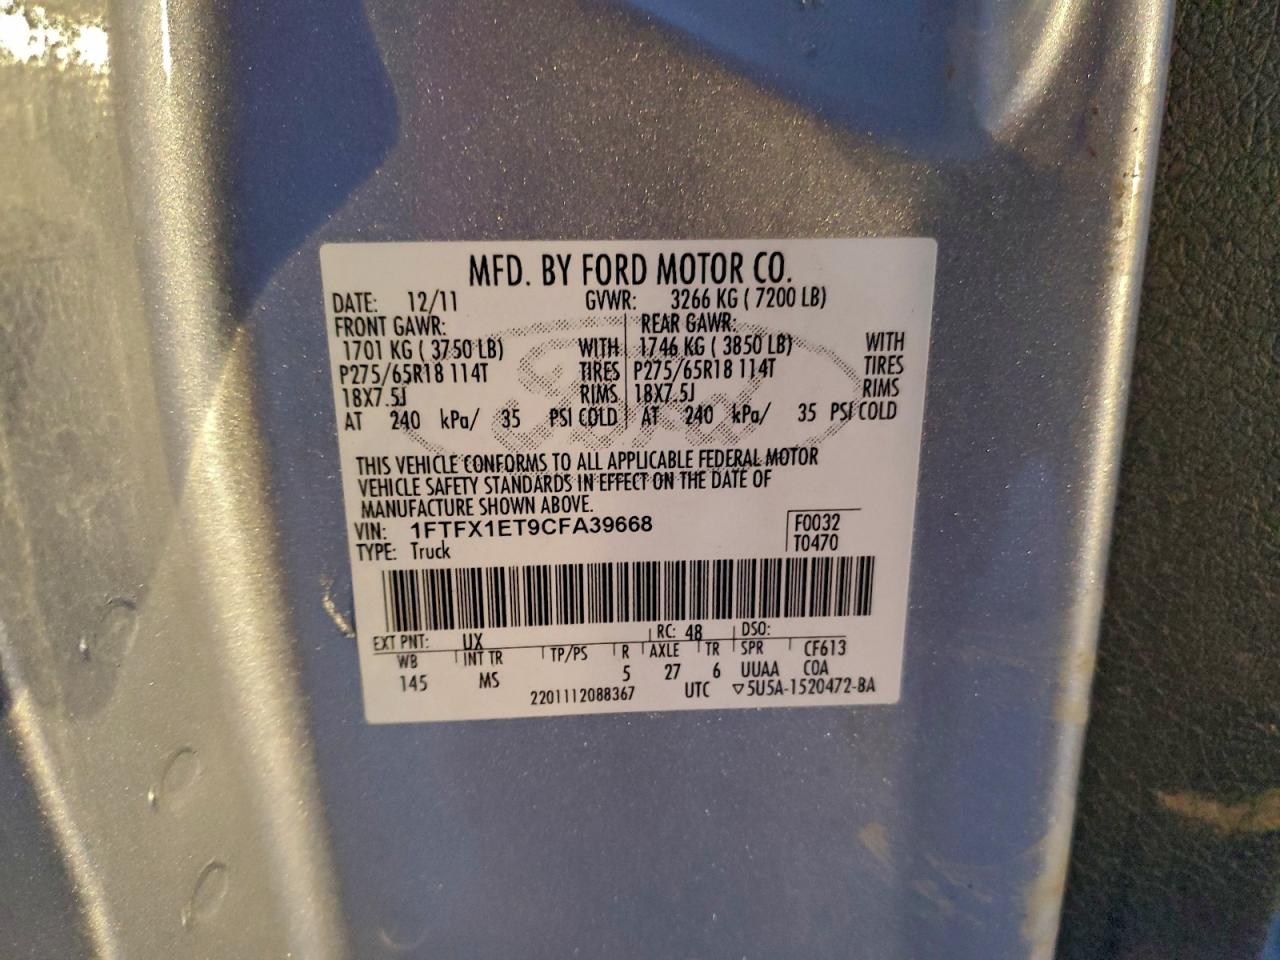 MFD. BY FORD MOTOR CO.
DATE: 12/11 GVWR: 3266 KG ( 7200 LB)
FRONT GAWR: REAR GAWR:
1701 KG ( 3750 LB) WITH 1746 KG ( 3850 LB) WITH
P275/65R18 114T TIRES P275/65R18 114T TIRES
18X7.5J RIMS 18X7.5J RIMS
AT 240 kPa/ 35 PSI COLD AT 240 kPa/ 35 PSI COLD
THIS VEHICLE CONFORMS TO ALL APPLICABLE FEDERAL MOTOR
VEHICLE SAFETY STANDARDS IN EFFECT ON THE DATE OF
MANUFACTURE SHOWN ABOVE.
VIN: 1FTFX1ET9CFA39668 F0032
TYPE: Truck T0470
EXT PNT: UX RC: 48 DSO:
WB INT TR TP/PS R AXLE TR SPR CF613
145 MS 5 27 6 UUAA COA
2201112088367 UTC ▽5U5A-1520472-BA